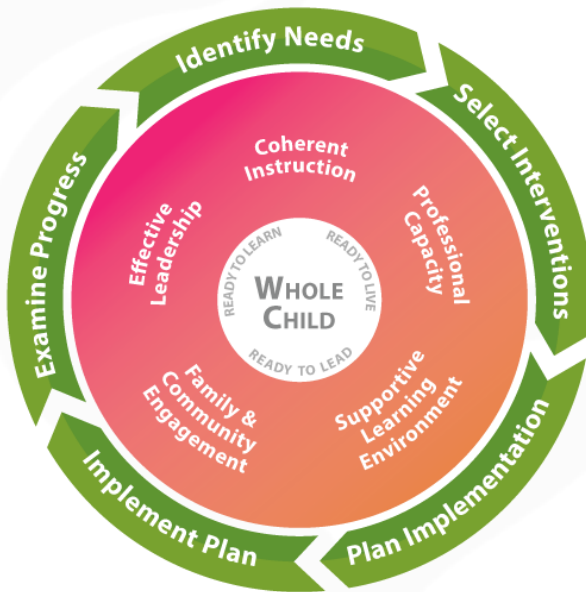 Identify Needs
Select Interventions
Plan Implementation
Implement Plan
Examine Progress
Coherent
Instruction
Professional
Capacity
Supportive
Learning
Environment
Family &
Community
Engagement
Effective
Leadership
READY TO LEARN
READY TO LIVE
READY TO LEAD
WHOLE
CHILD